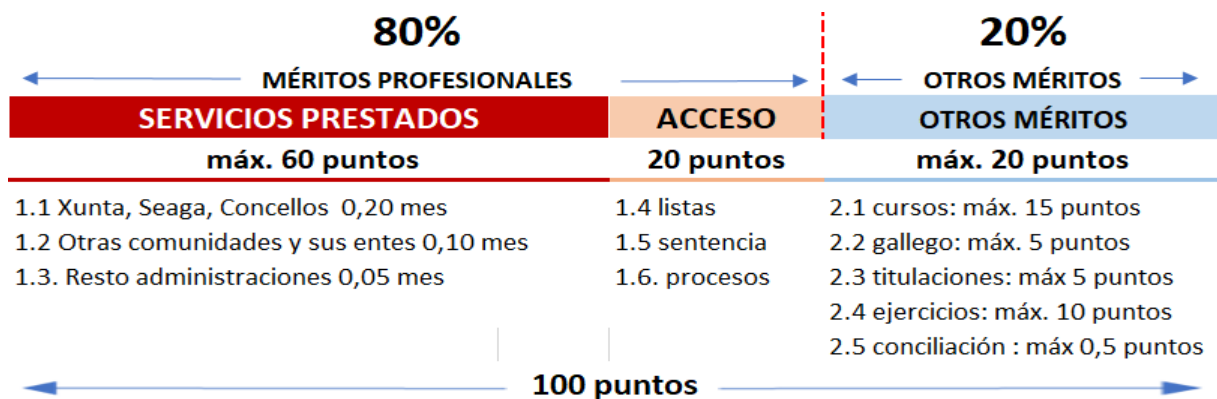 80% 20%
MÉRITOS PROFESIONALES OTROS MÉRITOS
SERVICIOS PRESTADOS ACCESO OTROS MÉRITOS
máx. 60 puntos 20 puntos máx. 20 puntos
1.1 Xunta, Seaga, Concellos 0,20 mes 1.4 listas 2.1 cursos: máx. 15 puntos
1.2 Otras comunidades y sus entes 0,10 mes 1.5 sentencia 2.2 gallego: máx. 5 puntos
1.3. Resto administraciones 0,05 mes 1.6. procesos 2.3 titulaciones: máx 5 puntos
2.4 ejercicios: máx. 10 puntos
2.5 conciliación : máx 0,5 puntos
100 puntos